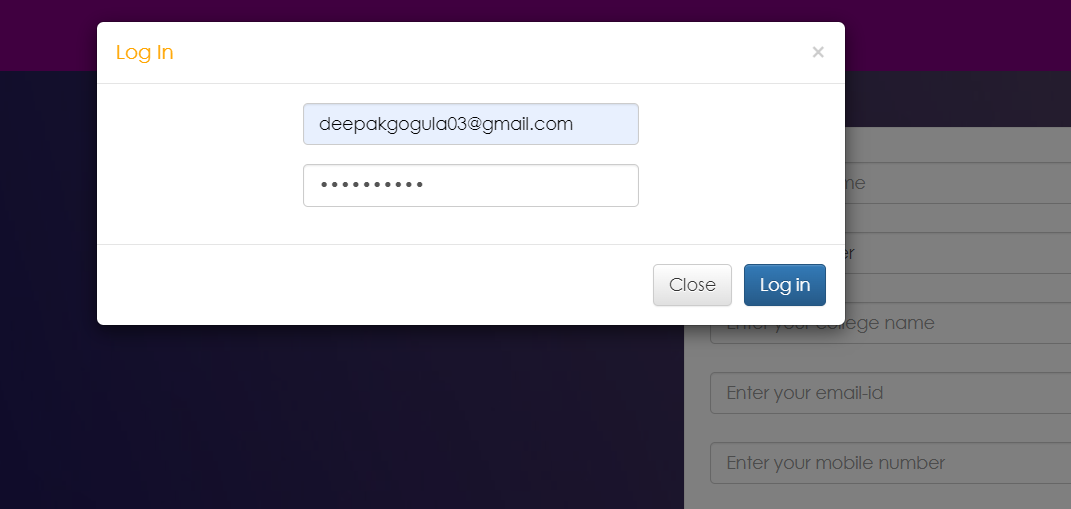 Log In
×
deepakgogula03@gmail.com
••••••••••
Close
Log in
Enter your college name
Enter your email-id
Enter your mobile number